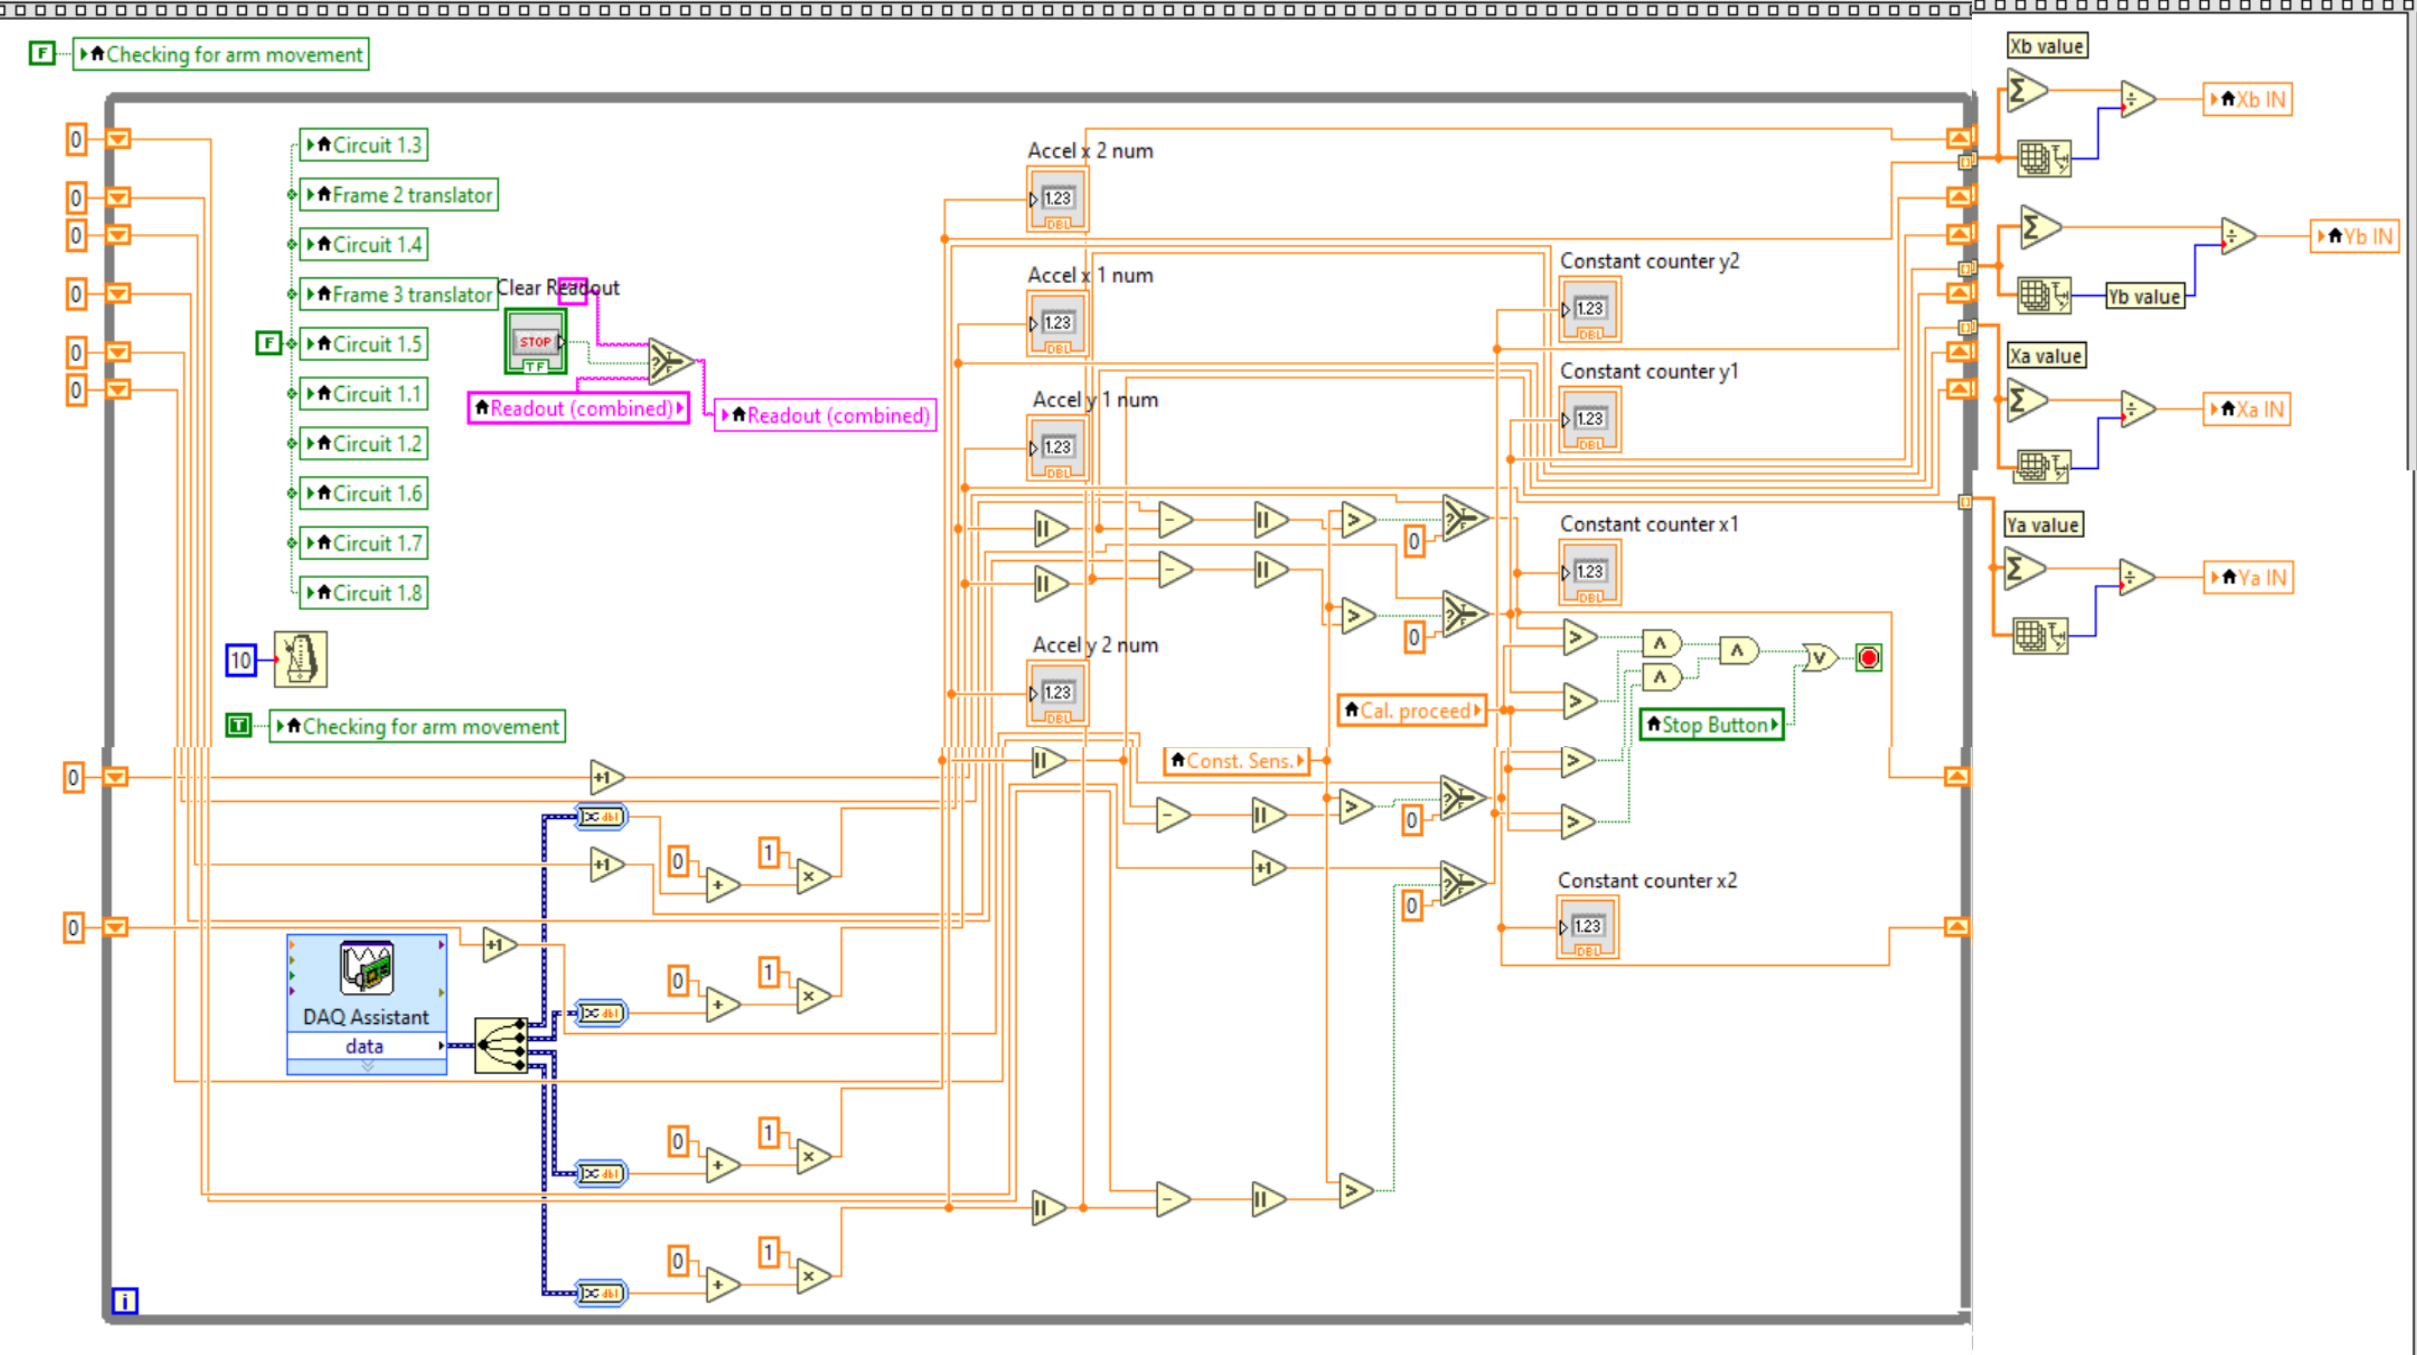 F
Checking for arm movement
Xb value
Xb IN
0
0
0
0
0
0
Circuit 1.3
Frame 2 translator
Circuit 1.4
Frame 3 translator
F
Circuit 1.5
Circuit 1.1
Circuit 1.2
Circuit 1.6
Circuit 1.7
Circuit 1.8
Clear Readout
STOP
TF
?
T
F
Readout (combined)
Readout (combined)
Accel x 2 num
1.23
DBL
Accel x 1 num
1.23
DBL
Accel y 1 num
1.23
DBL
Accel y 2 num
1.23
DBL
Constant counter y2
1.23
DBL
Constant counter y1
1.23
DBL
Constant counter x1
1.23
DBL
Yb IN
Yb value
Xa value
Xa IN
Ya value
Ya IN
0
0
10
T
Checking for arm movement
Cal. proceed
Stop Button
Const. Sens.
0
+1
dbl
+1
0
+
1
×
0
+1
0
0
+1
Constant counter x2
1.23
DBL
DAQ Assistant
data
dbl
0
+
1
×
dbl
0
+
1
×
dbl
0
+
1
×
i